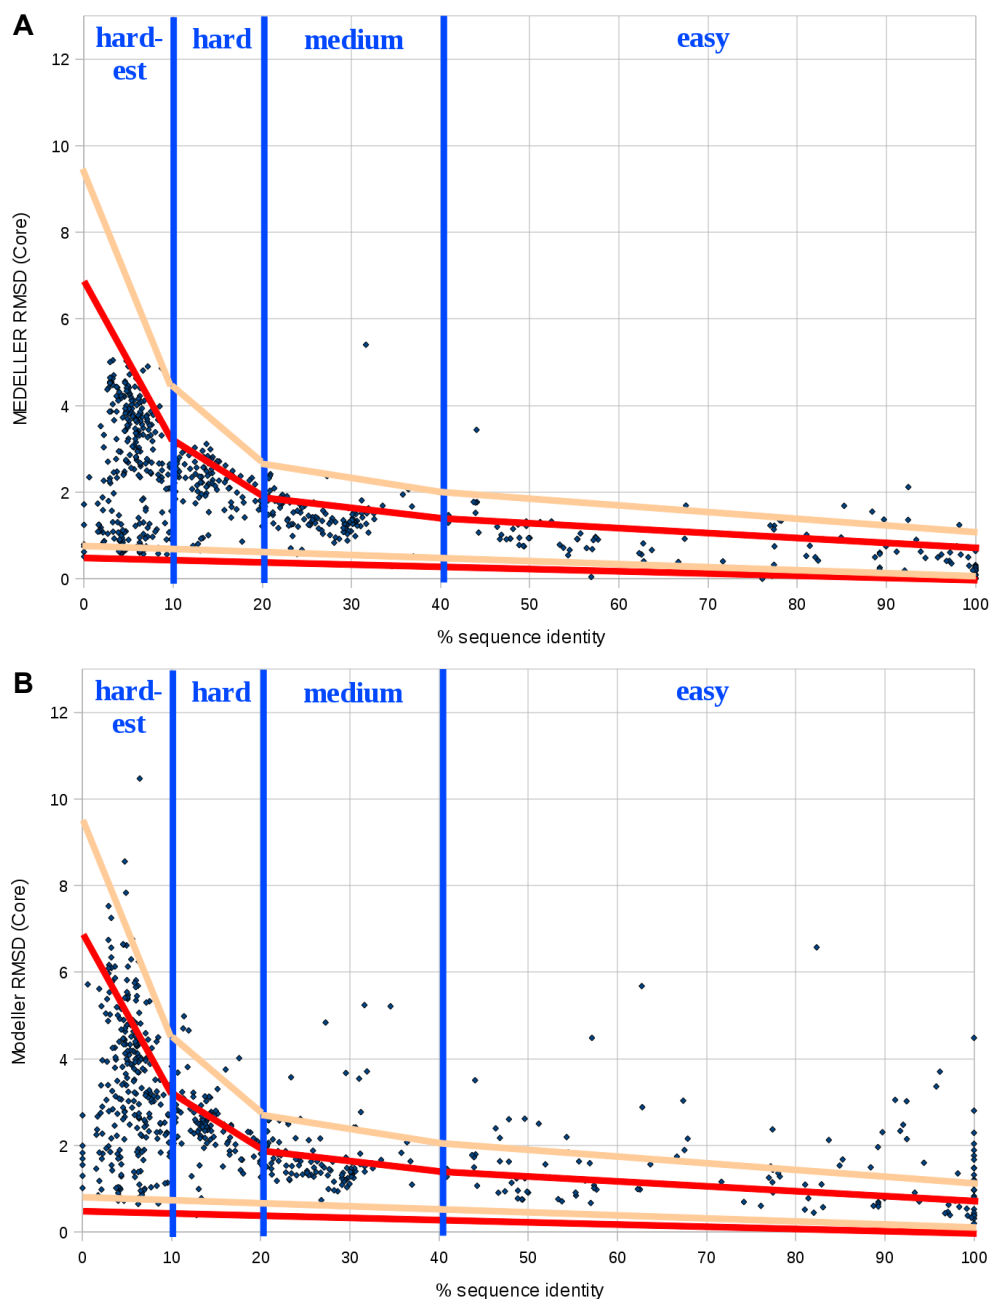 A
hard-
est
hard
medium
easy
12
10
8
6
4
2
0
MEDELLER RMSD (Core)
0 10 20 30 40 50 60 70 80 90 100
% sequence identity
B
hard-
est
hard
medium
easy
12
10
8
6
4
2
0
Modeller RMSD (Core)
0 10 20 30 40 50 60 70 80 90 100
% sequence identity